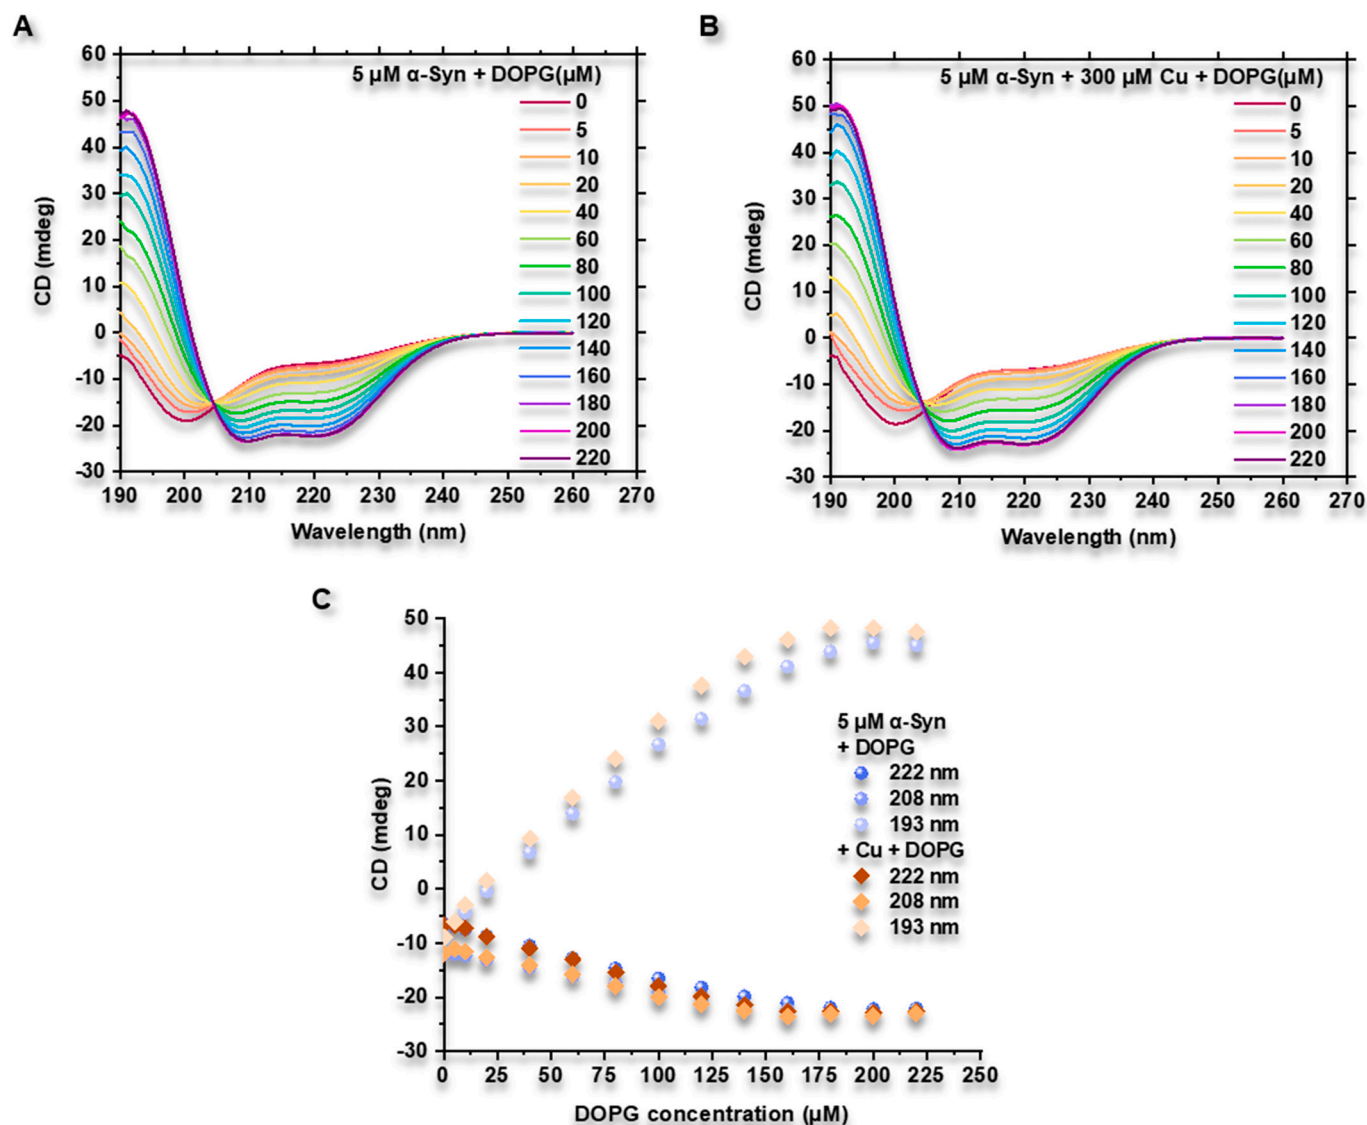 A
60
50
40
30
20
10
0
-10
-20
-30
CD (mdeg)
190 200 210 220 230 240 250 260 270
Wavelength (nm)
5 µM α-Syn + DOPG(µM)
0
5
10
20
40
60
80
100
120
140
160
180
200
220
B
60
50
40
30
20
10
0
-10
-20
-30
CD (mdeg)
190 200 210 220 230 240 250 260 270
Wavelength (nm)
5 µM α-Syn + 300 µM Cu + DOPG(µM)
0
5
10
20
40
60
80
100
120
140
160
180
200
220
C
50
40
30
20
10
0
-10
-20
-30
CD (mdeg)
0 25 50 75 100 125 150 175 200 225 250
DOPG concentration (µM)
5 µM α-Syn
+ DOPG
222 nm
208 nm
193 nm
+ Cu + DOPG
222 nm
208 nm
193 nm